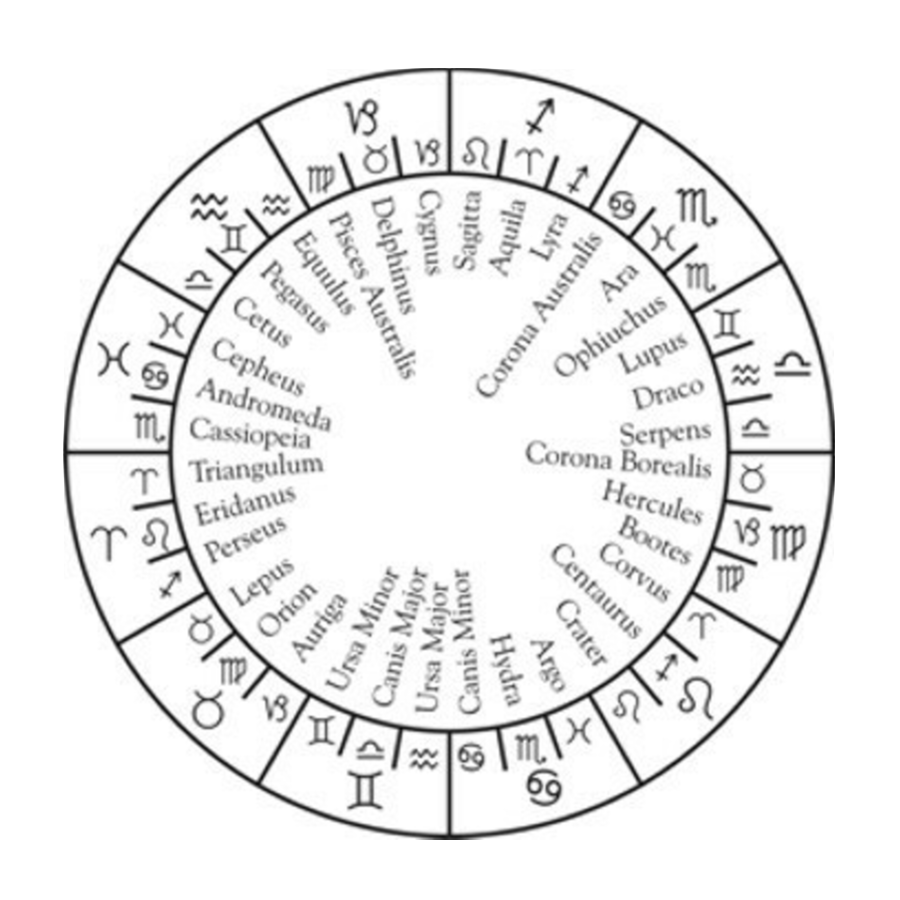 ♑
♐
♍ ♉ ♑ ♌ ♈ ♐
♒
♎ ♊ ♒
♏
♋ ♓ ♏
♓
♏ ♋ ♓
♎
♊ ♒ ♎
♈
♈ ♌ ♐
♍
♉ ♑ ♍
♉
♉ ♍ ♑
♌
♈ ♐ ♌
♊ ♎ ♒ ♋ ♏ ♓
♊
♋
Cygnus
Sagitta
Aquila
Lyra
Corona Australis
Ara
Ophiuchus
Lupus
Draco
Serpens
Corona Borealis
Hercules
Bootes
Corvus
Centaurus
Crater
Argo
Hydra
Canis Minor
Ursa Major
Canis Major
Ursa Minor
Auriga
Orion
Lepus
Perseus
Eridanus
Triangulum
Cassiopeia
Andromeda
Cepheus
Cetus
Pegasus
Equulus
Pisces Australis
Delphinus